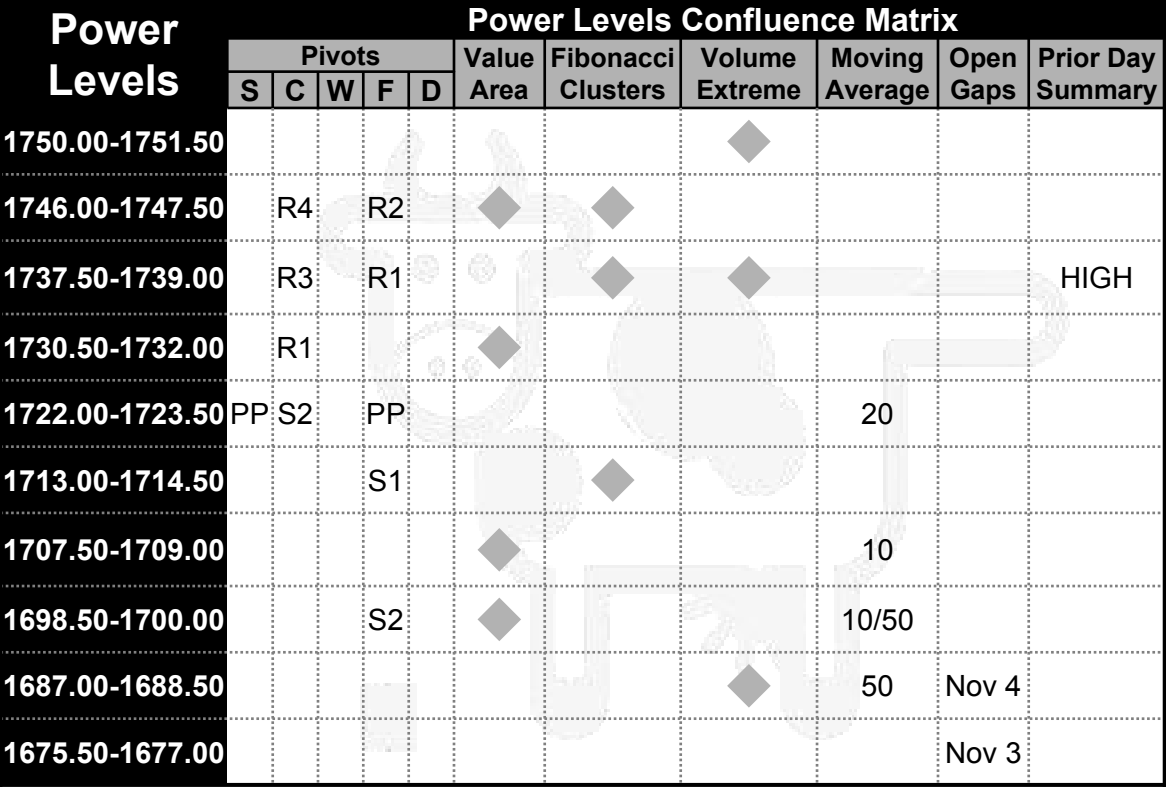 Power Levels
Power Levels Confluence Matrix
Pivots Value Area Fibonacci Clusters Volume Extreme Moving Average Open Gaps Prior Day Summary
S C W F D
1750.00-1751.50
1746.00-1747.50 R4 R2
1737.50-1739.00 R3 R1 HIGH
1730.50-1732.00 R1
1722.00-1723.50 PP S2 PP 20
1713.00-1714.50 S1
1707.50-1709.00 10
1698.50-1700.00 S2 10/50
1687.00-1688.50 50 Nov 4
1675.50-1677.00 Nov 3